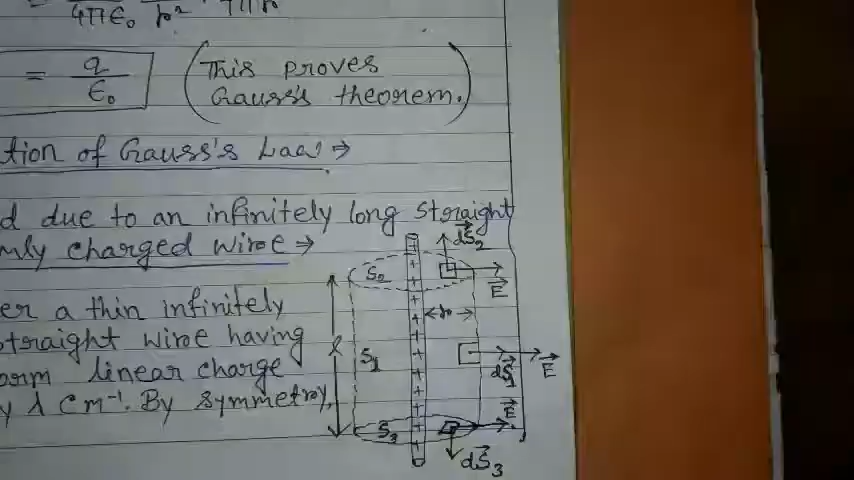 4πε₀ r²
= q/ε₀ (This proves Gauss's theorem.)
tion of Gauss's Law ⇒
d due to an infinitely long straight
mly charged wire ⇒
er a thin infinitely
straight wire having
orm linear charge
y λ Cm⁻¹. By symmetry,
dS₂
S₂
E
r
l
S₁
dS₁
E
E
S₃
dS₃